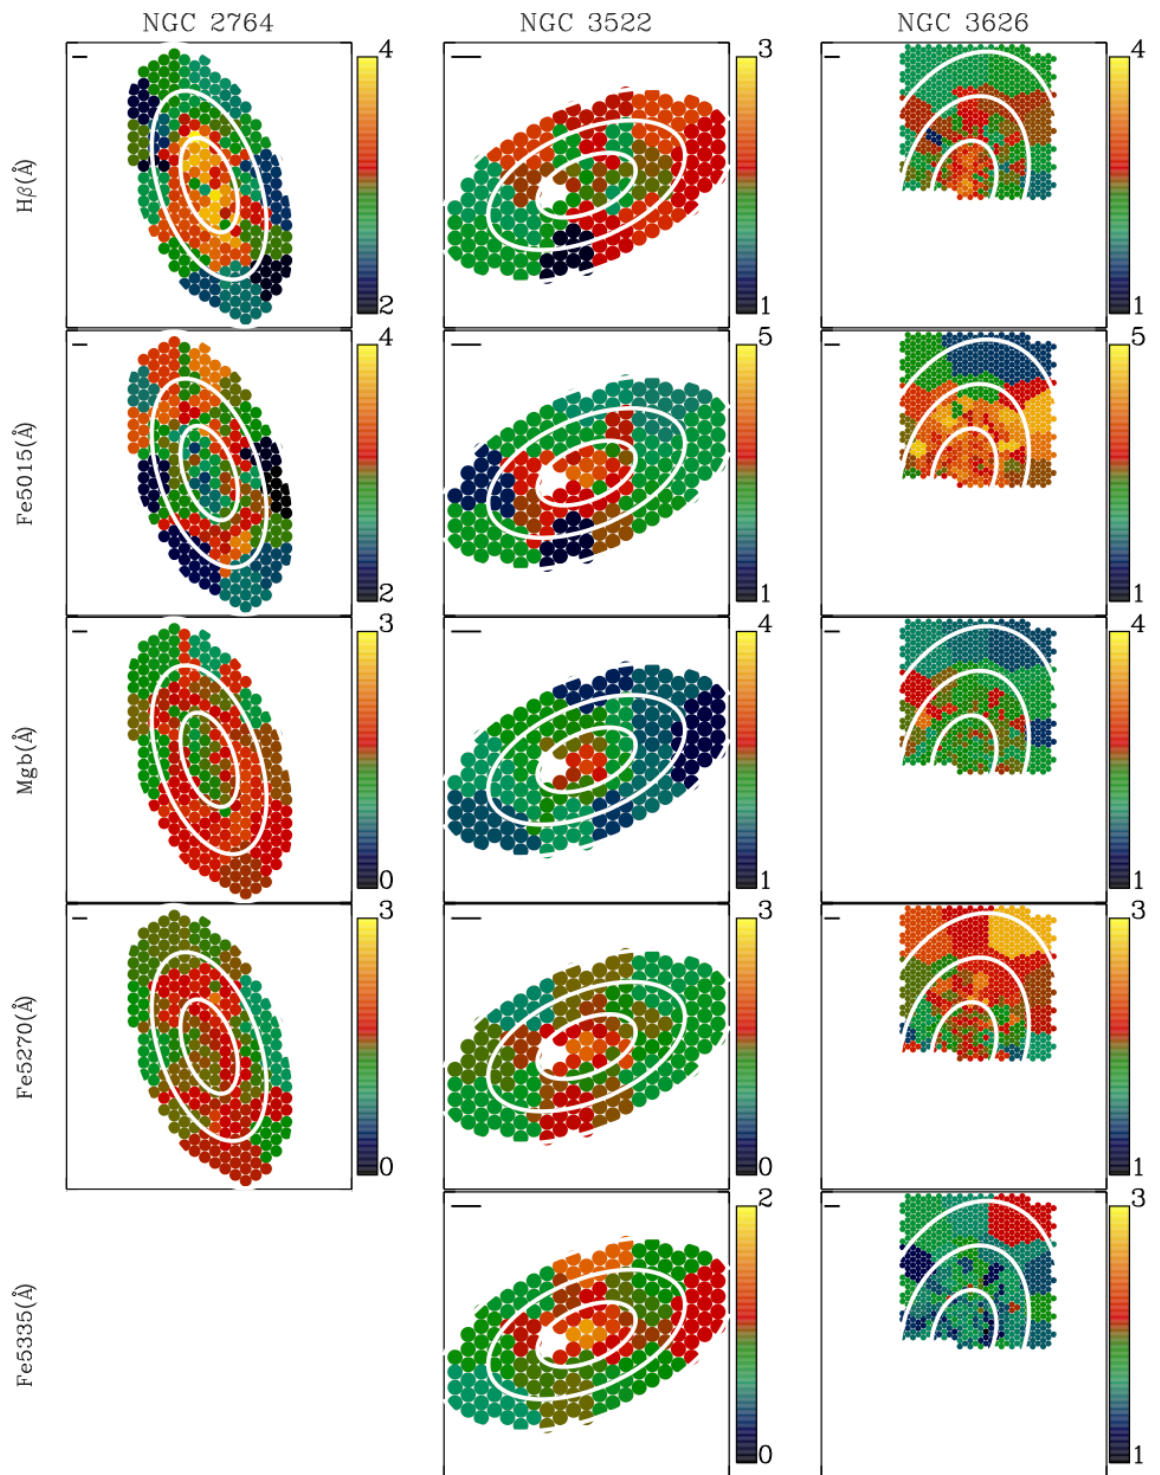 NGC 2764 NGC 3522 NGC 3626
Hβ(Å) 4 2 3 1 4 1
Fe5015(Å) 4 2 5 1 5 1
Mgb(Å) 3 0 4 1 4 1
Fe5270(Å) 3 0 3 0 3 1
Fe5335(Å) 2 0 3 1